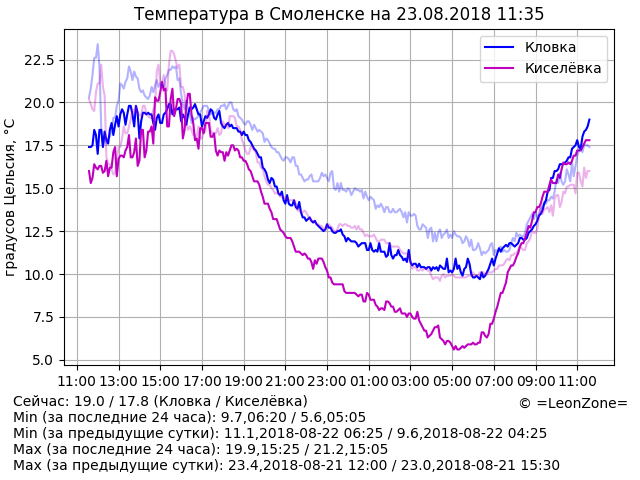 Температура в Смоленске на 23.08.2018 11:35
Кловка
Киселёвка
градусов Цельсия, °C
22.5
20.0
17.5
15.0
12.5
10.0
7.5
5.0
11:00 13:00 15:00 17:00 19:00 21:00 23:00 01:00 03:00 05:00 07:00 09:00 11:00
Сейчас: 19.0 / 17.8 (Кловка / Киселёвка)
© =LeonZone=
Min (за последние 24 часа): 9.7,06:20 / 5.6,05:05
Min (за предыдущие сутки): 11.1,2018-08-22 06:25 / 9.6,2018-08-22 04:25
Max (за последние 24 часа): 19.9,15:25 / 21.2,15:05
Max (за предыдущие сутки): 23.4,2018-08-21 12:00 / 23.0,2018-08-21 15:30